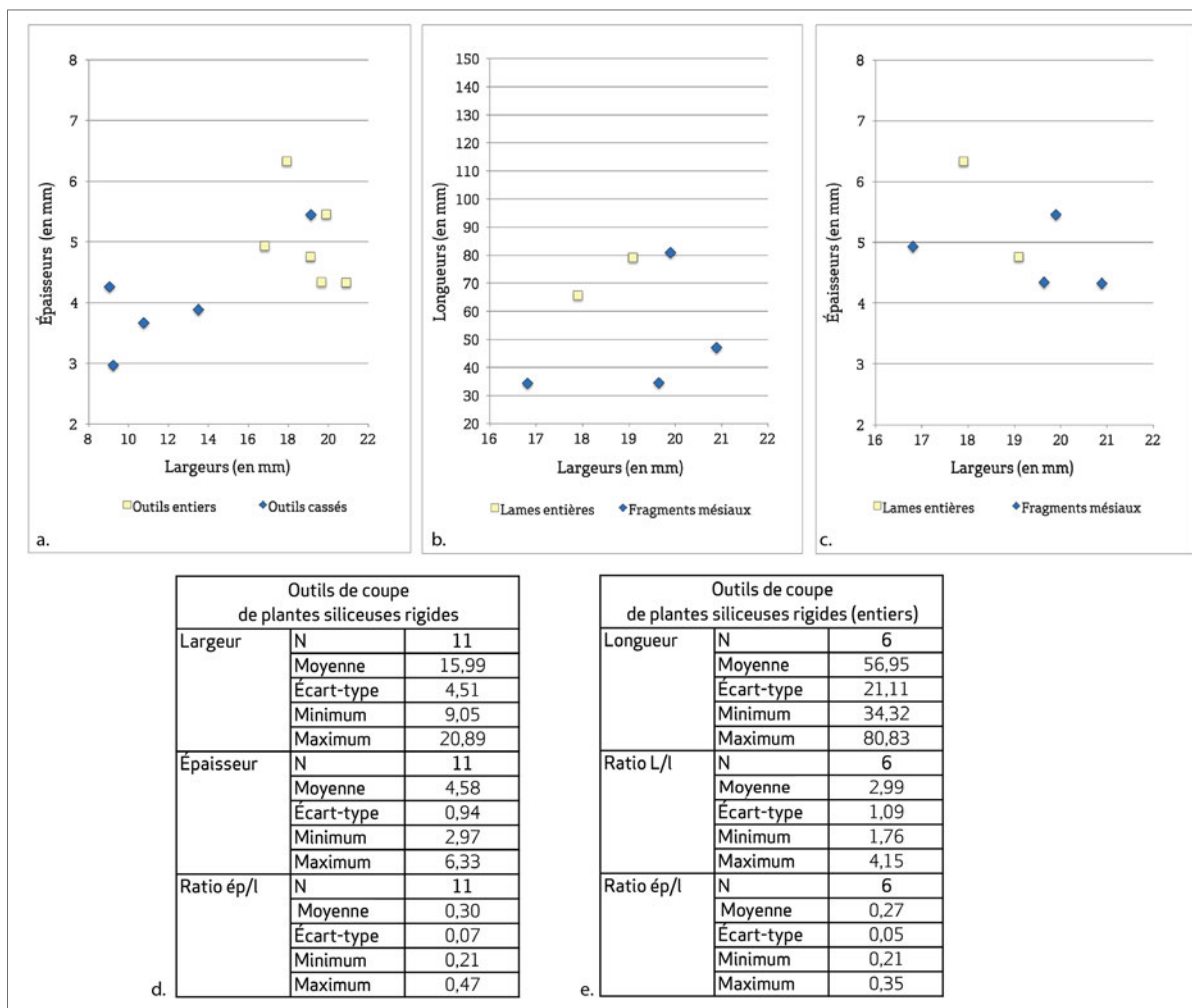 8
7
6
5
4
3
2
Épaisseurs (en mm)
8 10 12 14 16 18 20 22
Largeurs (en mm)
Outils entiers Outils cassés
a.
150
140
130
120
110
100
90
80
70
60
50
40
30
20
Longueurs (en mm)
16 17 18 19 20 21 22
Largeurs (en mm)
Lames entières Fragments mésiaux
b.
8
7
6
5
4
3
2
Épaisseurs (en mm)
16 17 18 19 20 21 22
Largeurs (en mm)
Lames entières Fragments mésiaux
c.
Outils de coupe
de plantes siliceuses rigides
Largeur N 11
Moyenne 15,99
Écart-type 4,51
Minimum 9,05
Maximum 20,89
Épaisseur N 11
Moyenne 4,58
Écart-type 0,94
Minimum 2,97
Maximum 6,33
Ratio ép/l N 11
Moyenne 0,30
Écart-type 0,07
Minimum 0,21
Maximum 0,47
d.
Outils de coupe
de plantes siliceuses rigides (entiers)
Longueur N 6
Moyenne 56,95
Écart-type 21,11
Minimum 34,32
Maximum 80,83
Ratio L/l N 6
Moyenne 2,99
Écart-type 1,09
Minimum 1,76
Maximum 4,15
Ratio ép/l N 6
Moyenne 0,27
Écart-type 0,05
Minimum 0,21
Maximum 0,35
e.